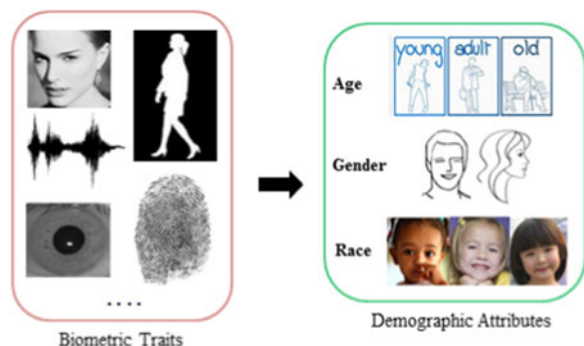 young adult old
Age
Gender
Race
....
Biometric Traits
Demographic Attributes